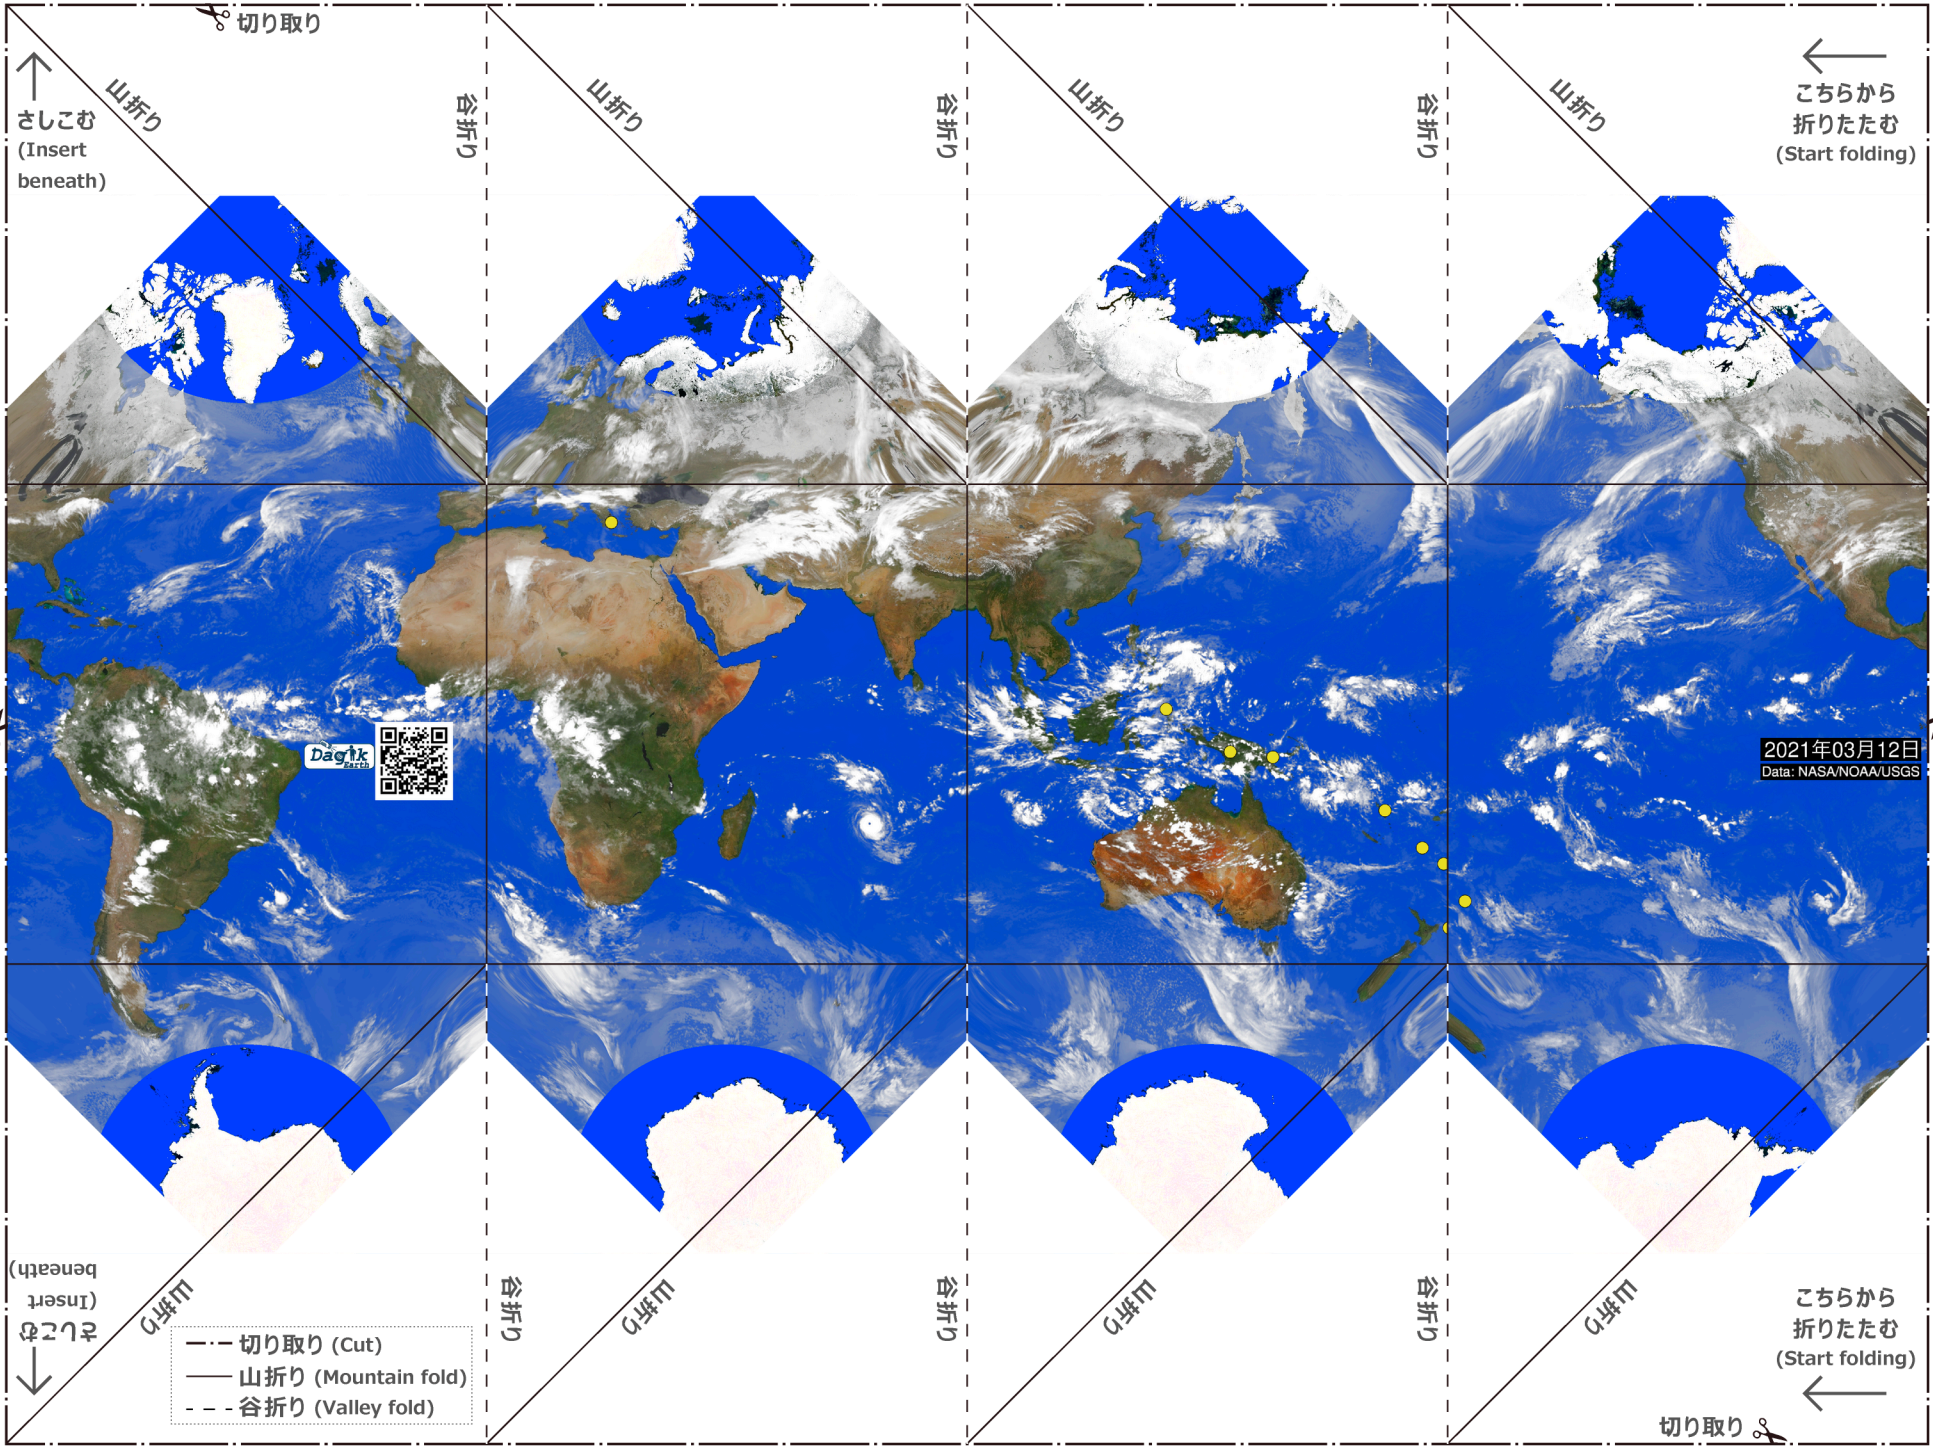 切り取り
さしこむ
(Insert
beneath)
山折り
谷折り
山折り
谷折り
山折り
谷折り
山折り
こちらから
折りたたむ
(Start folding)
Dagik
Earth
2021年03月12日
Data: NASA/NOAA/USGS
さしこむ
(Insert
beneath)
山折り
谷折り
山折り
谷折り
山折り
谷折り
山折り
こちらから
折りたたむ
(Start folding)
切り取り (Cut)
山折り (Mountain fold)
谷折り (Valley fold)
切り取り